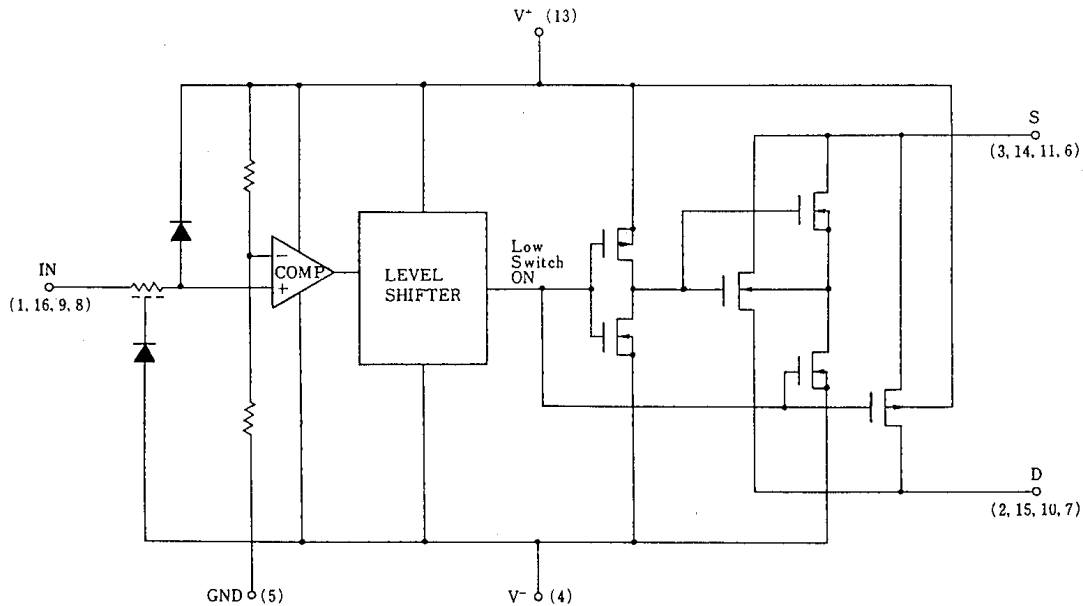 V⁺ (13)
S
(3, 14, 11, 6)
IN
(1, 16, 9, 8)
−
COMP
+
LEVEL
SHIFTER
Low
Switch
ON
D
(2, 15, 10, 7)
GND (5)
V⁻ (4)